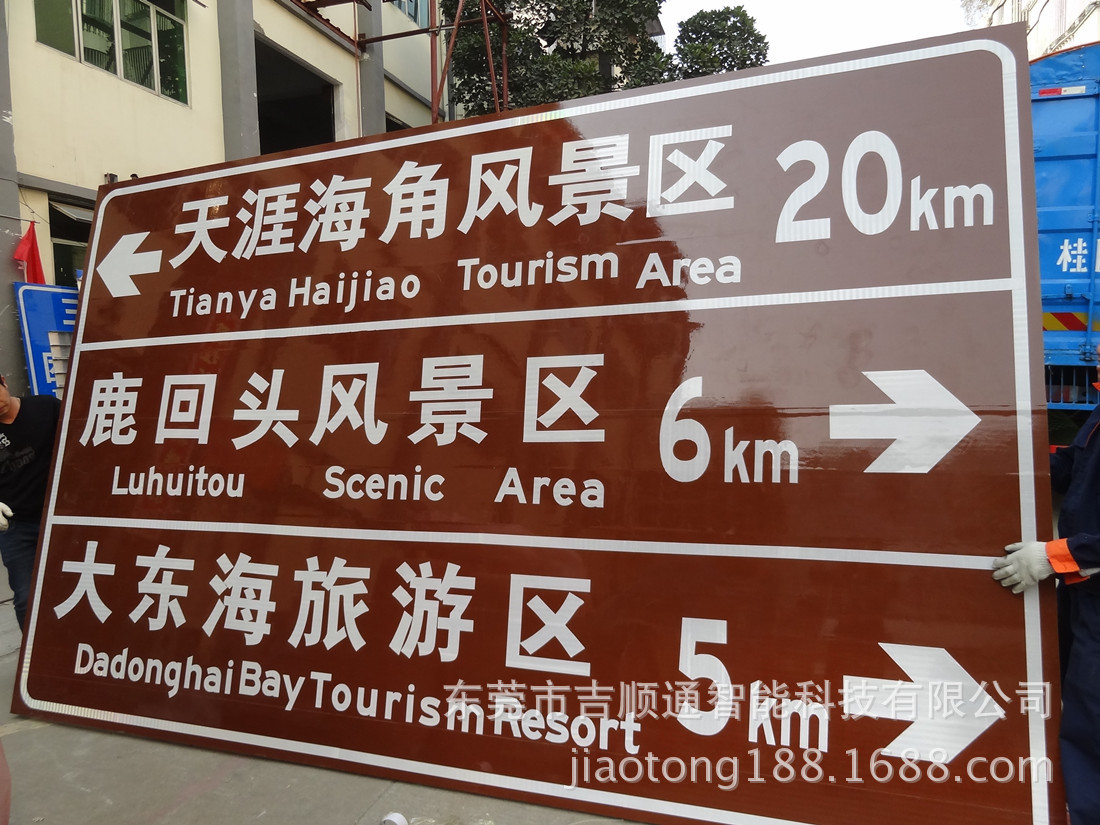 天涯海角风景区 20km
Tianya Haijiao Tourism Area
鹿回头风景区 6km
Luhuitou Scenic Area
大东海旅游区 5km
Dadonghai Bay Tourism Resort
东莞市吉顺通智能科技有限公司
jiaotong188.1688.com
桂
三